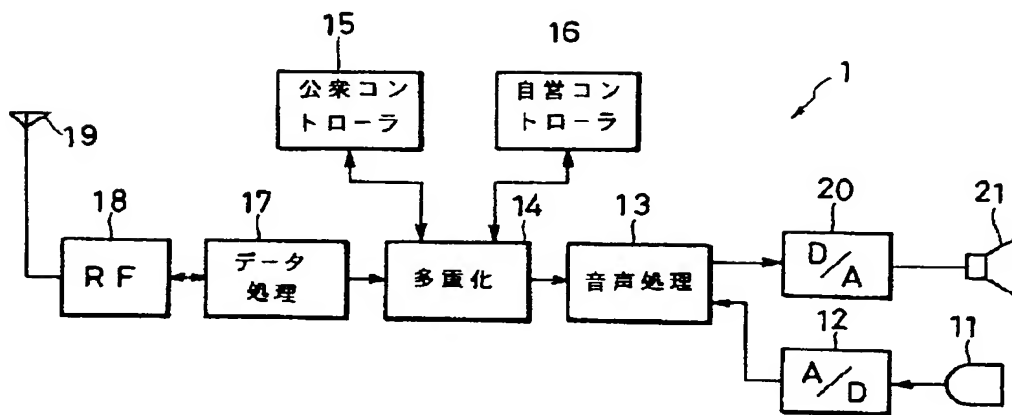 15
16
1
公衆コン
トローラ
自営コン
トローラ
19
18
17
14
13
20
21
RF
データ
処理
多重化
音声処理
D/A
12
11
A/D